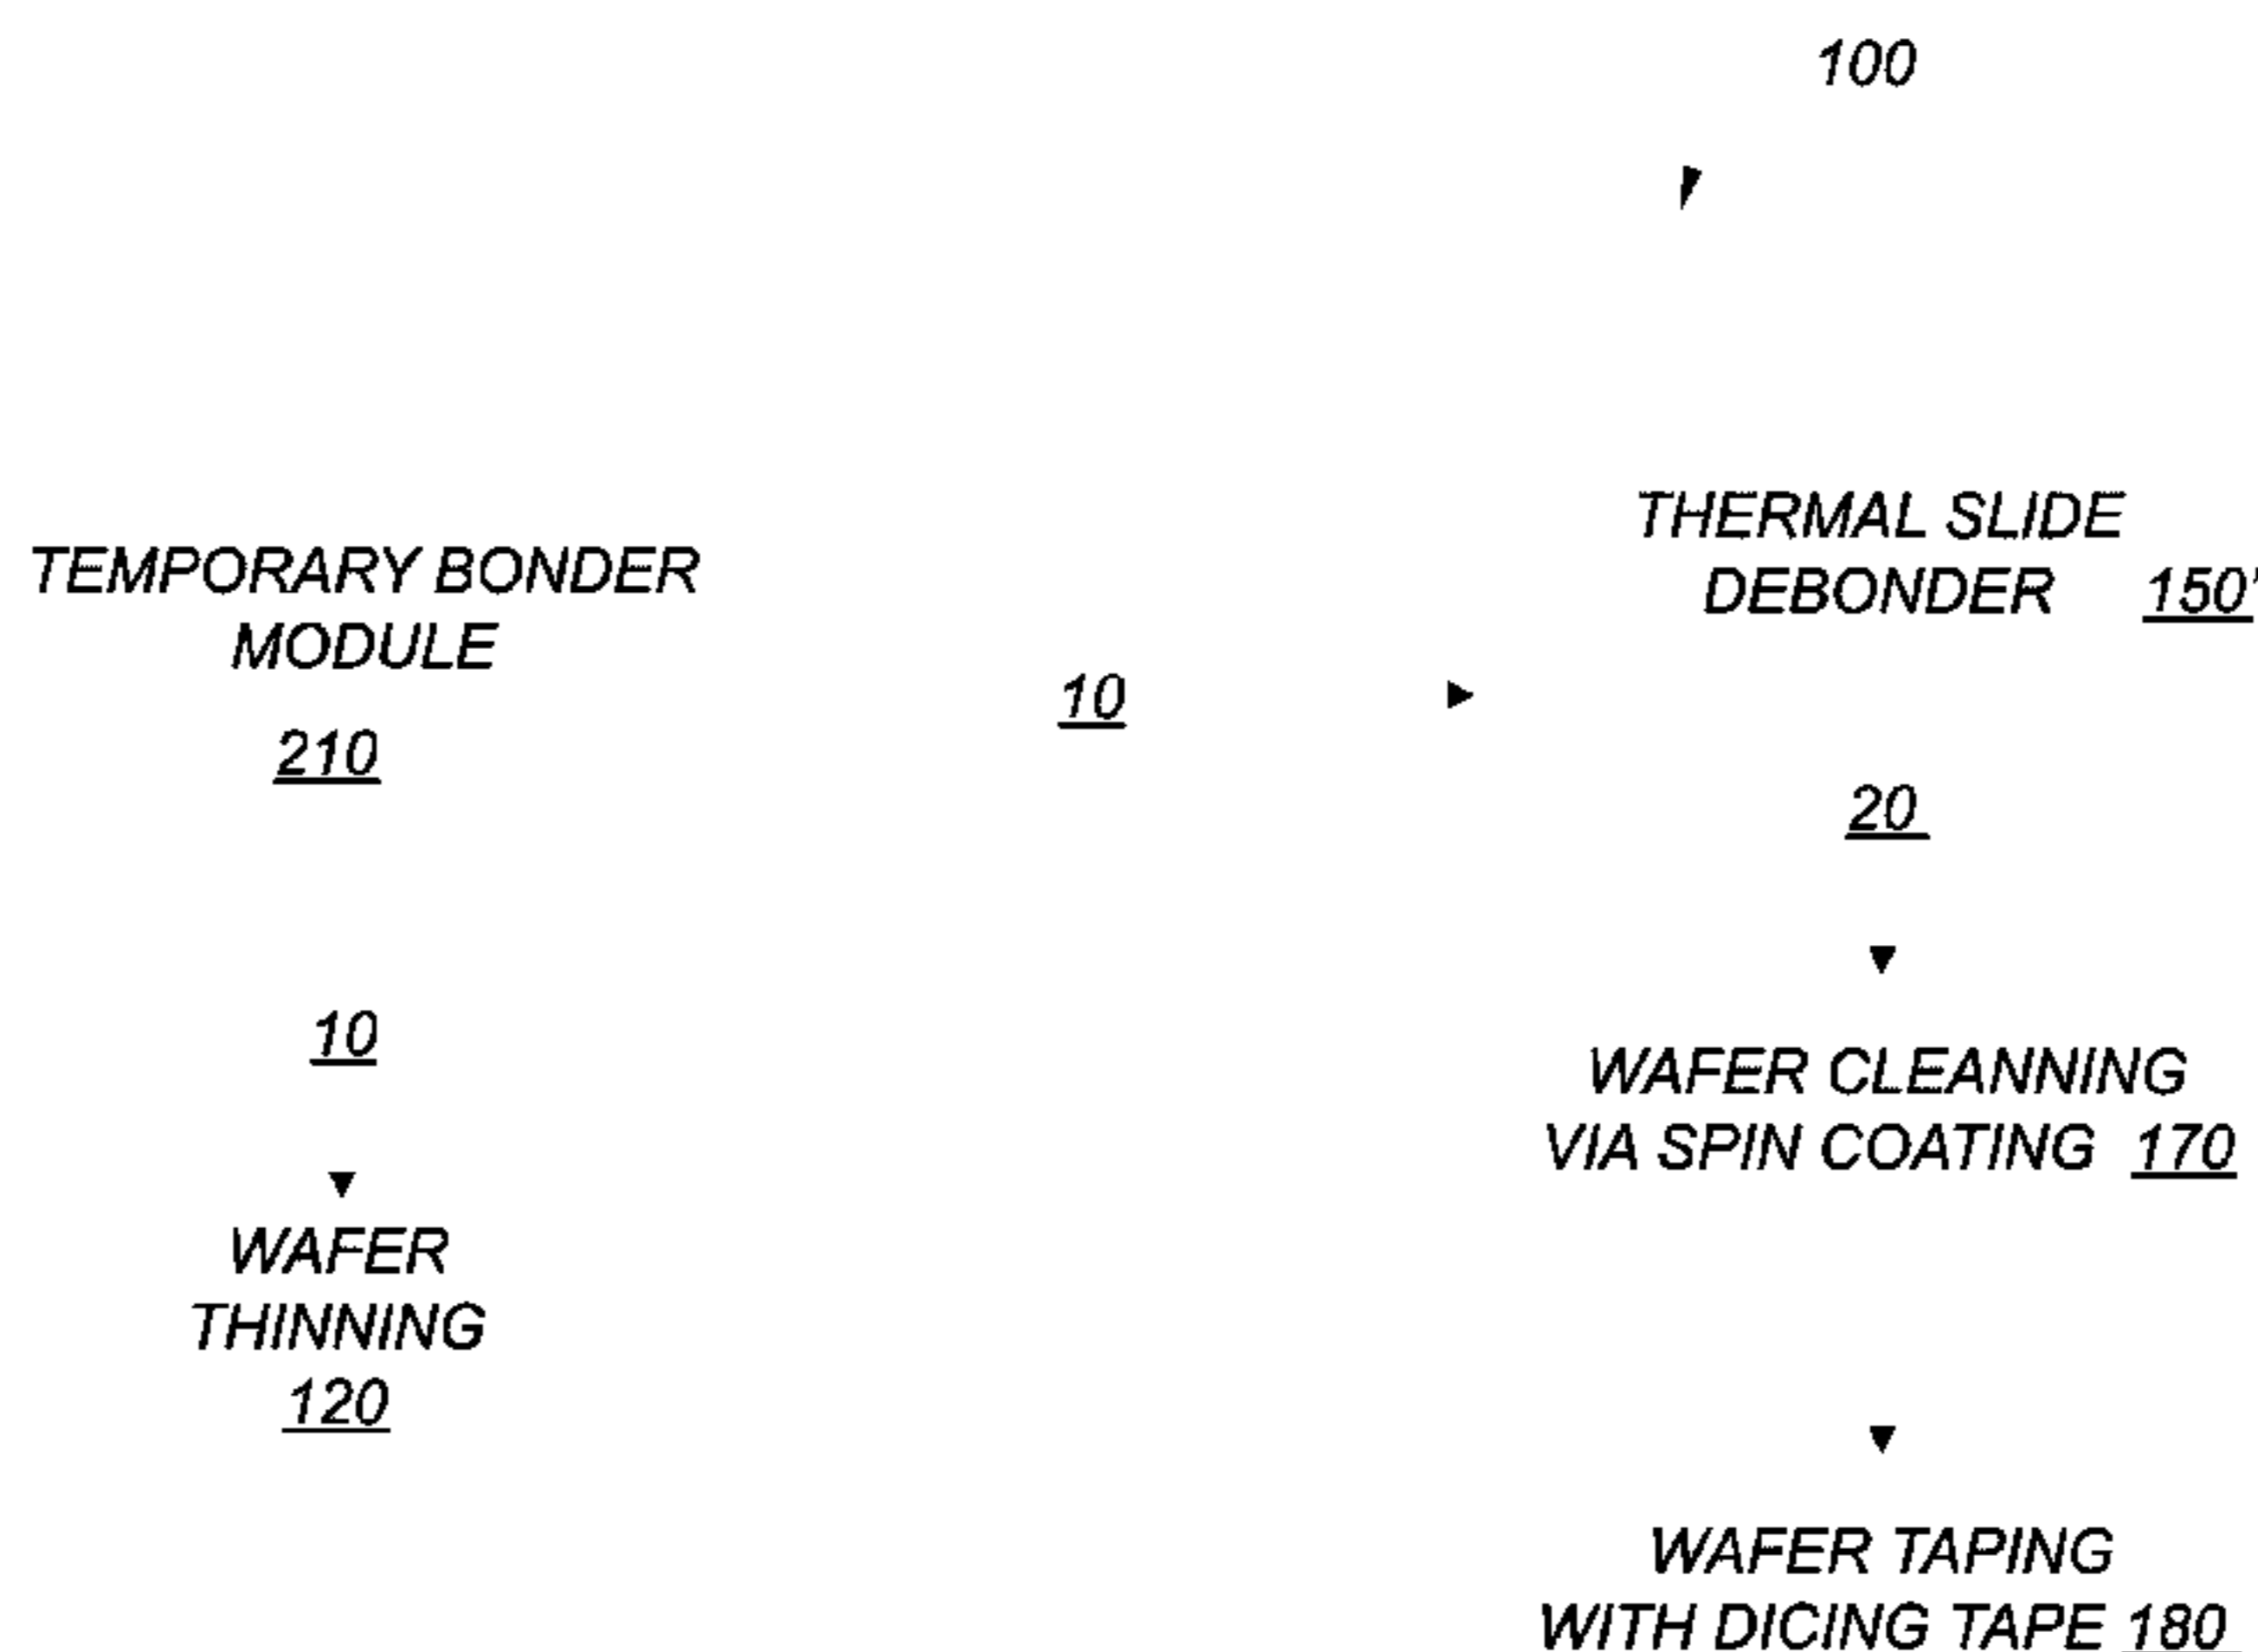 100
TEMPORARY BONDER
MODULE
210
10
WAFER
THINNING
120
10
THERMAL SLIDE
DEBONDER 150'
20
WAFER CLEANNING
VIA SPIN COATING 170
WAFER TAPING
WITH DICING TAPE 180